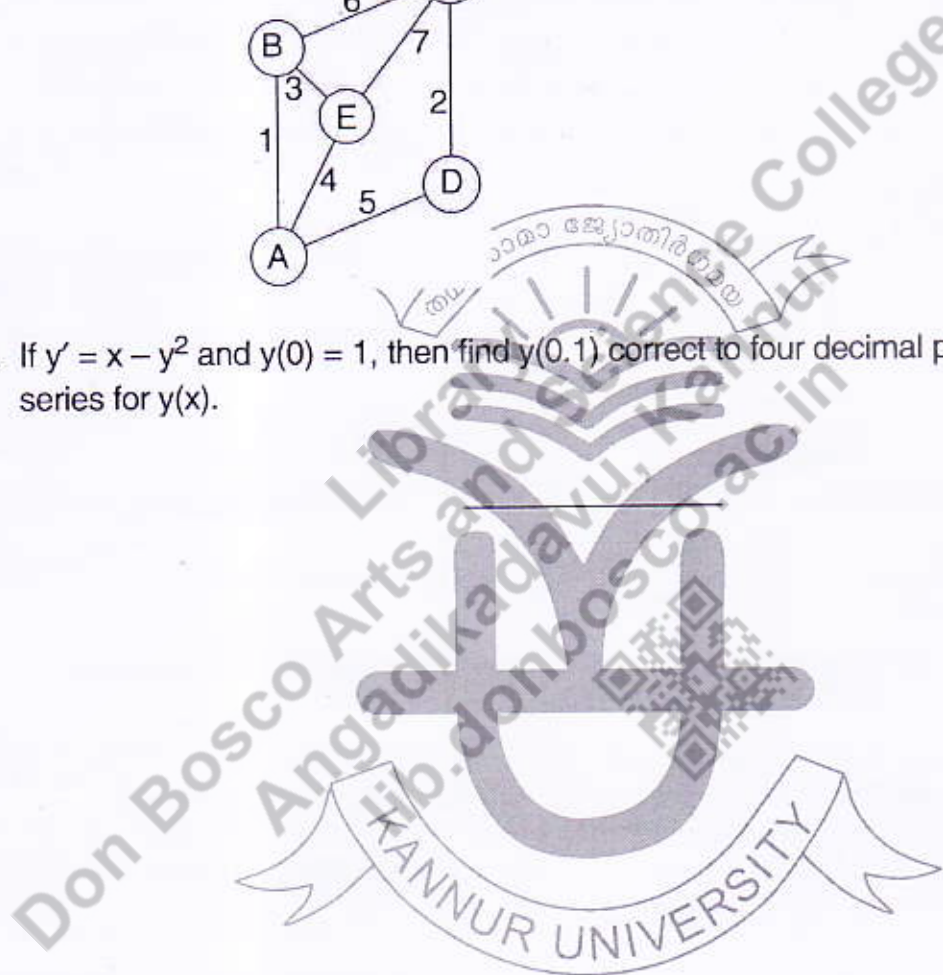 6
B
7
3
E
2
1
4
D
5
A
ജ്യോതിർഗമയ
If y′ = x – y² and y(0) = 1, then find y(0.1) correct to four decimal
series for y(x).
Library
Don Bosco Arts and Science College
Angadikadavu, Kannur
lib.donbosco.ac.in
KANNUR UNIVERSITY